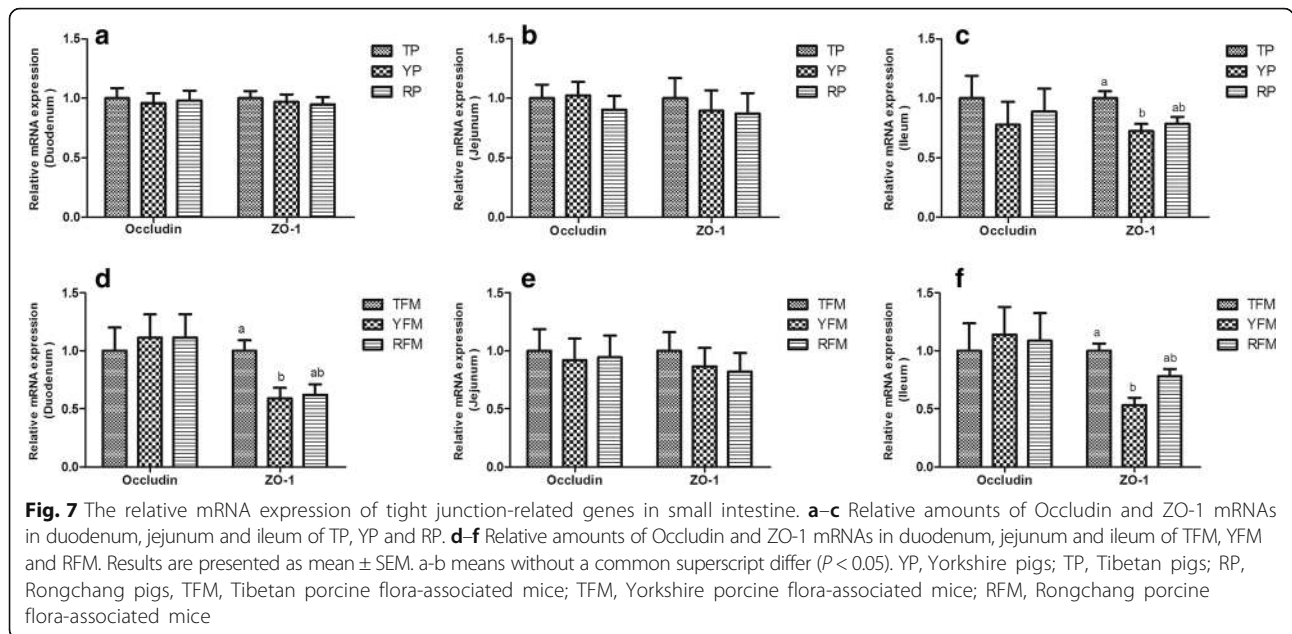 a
Relative mRNA expression
(Duodenum)
1.5
1.0
0.5
0.0
Occludin ZO-1
TP
YP
RP
b
Relative mRNA expression
(Jejunum)
1.5
1.0
0.5
0.0
Occludin ZO-1
TP
YP
RP
c
Relative mRNA expression
(Ileum)
1.5
1.0
0.5
0.0
a
b
ab
Occludin ZO-1
TP
YP
RP
d
Relative mRNA expression
(Duodenum)
1.5
1.0
0.5
0.0
a
b
ab
Occludin ZO-1
TFM
YFM
RFM
e
Relative mRNA expression
(Jejunum)
1.5
1.0
0.5
0.0
Occludin ZO-1
TFM
YFM
RFM
f
Relative mRNA expression
(Ileum)
1.5
1.0
0.5
0.0
a
b
ab
Occludin ZO-1
TFM
YFM
RFM
Fig. 7 The relative mRNA expression of tight junction-related genes in small intestine. a–c Relative amounts of Occludin and ZO-1 mRNAs
in duodenum, jejunum and ileum of TP, YP and RP. d–f Relative amounts of Occludin and ZO-1 mRNAs in duodenum, jejunum and ileum of TFM, YFM
and RFM. Results are presented as mean ± SEM. a-b means without a common superscript differ (P < 0.05). YP, Yorkshire pigs; TP, Tibetan pigs; RP,
Rongchang pigs, TFM, Tibetan porcine flora-associated mice; TFM, Yorkshire porcine flora-associated mice; RFM, Rongchang porcine
flora-associated mice